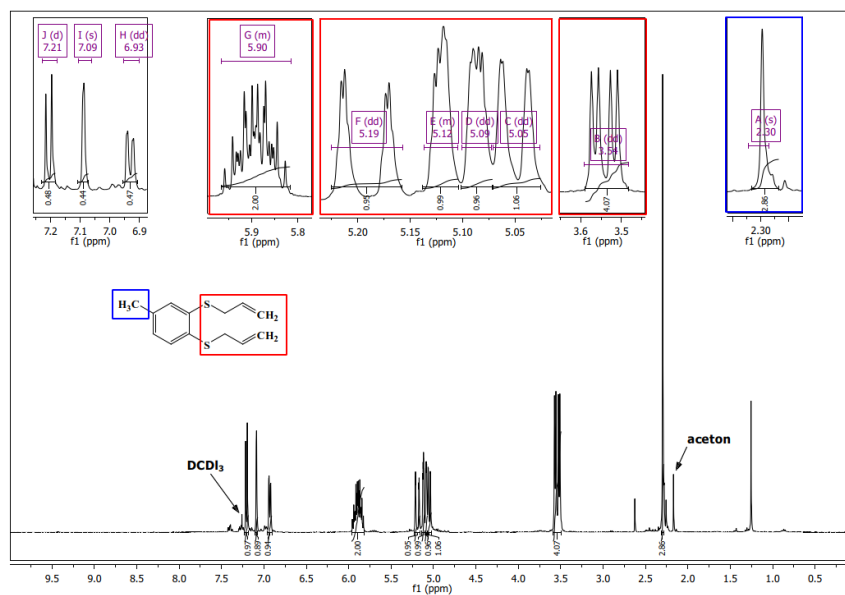 J (d) I (s) H (dd)
7.21 7.09 6.93
G (m)
5.90
F (dd) E (m) D (dd) C (dd)
5.19 5.12 5.09 5.05
B (dd)
3.54
A (s)
2.30
0.48 0.44 0.47
2.00
0.95 0.99 0.96 1.06
4.07
2.86
7.2 7.1 7.0 6.9
f1 (ppm)
5.9 5.8
f1 (ppm)
5.20 5.15 5.10 5.05
f1 (ppm)
3.6 3.5
f1 (ppm)
2.30
f1 (ppm)
H₃C
S
CH₂
CH₂
S
DCDl₃
aceton
0.97 0.89 0.94 2.00 0.95 0.99 0.96 1.06 4.07 2.86
9.5 9.0 8.5 8.0 7.5 7.0 6.5 6.0 5.5 5.0 4.5 4.0 3.5 3.0 2.5 2.0 1.5 1.0 0.5
f1 (ppm)